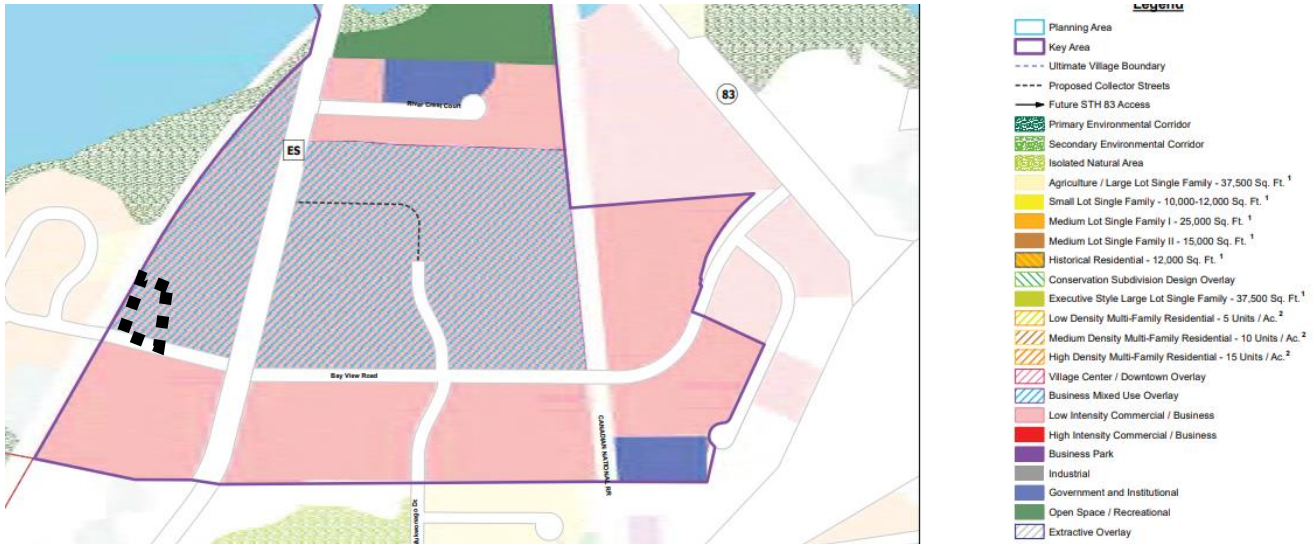 River Crest Court
83
ES
Bay View Road
CANADIAN NATIONAL RR
Mukwonago Dr.
Legend
Planning Area
Key Area
Ultimate Village Boundary
Proposed Collector Streets
Future STH 83 Access
Primary Environmental Corridor
Secondary Environmental Corridor
Isolated Natural Area
Agriculture / Large Lot Single Family - 37,500 Sq. Ft. 1
Small Lot Single Family - 10,000-12,000 Sq. Ft. 1
Medium Lot Single Family I - 25,000 Sq. Ft. 1
Medium Lot Single Family II - 15,000 Sq. Ft. 1
Historical Residential - 12,000 Sq. Ft. 1
Conservation Subdivision Design Overlay
Executive Style Large Lot Single Family - 37,500 Sq. Ft. 1
Low Density Multi-Family Residential - 5 Units / Ac. 2
Medium Density Multi-Family Residential - 10 Units / Ac. 2
High Density Multi-Family Residential - 15 Units / Ac. 2
Village Center / Downtown Overlay
Business Mixed Use Overlay
Low Intensity Commercial / Business
High Intensity Commercial / Business
Business Park
Industrial
Government and Institutional
Open Space / Recreational
Extractive Overlay